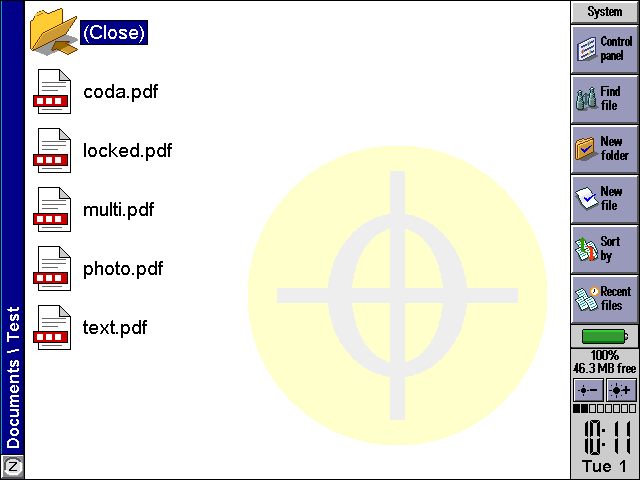 (Close)
coda.pdf
locked.pdf
multi.pdf
photo.pdf
text.pdf
Documents \ Test
Z
System
Control
panel
Find
file
New
folder
New
file
Sort
by
Recent
files
100%
46.3 MB free
10:11
Tue 1